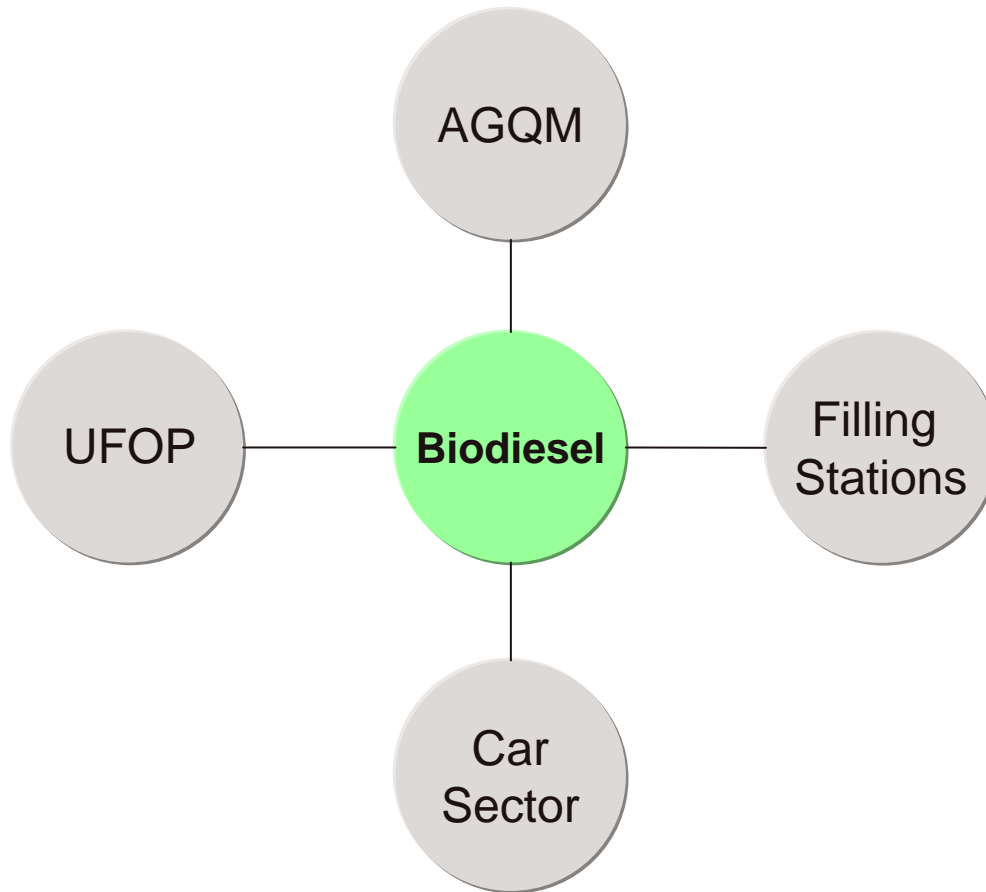 AGQM
UFOP
Biodiesel
Filling
Stations
Car
Sector